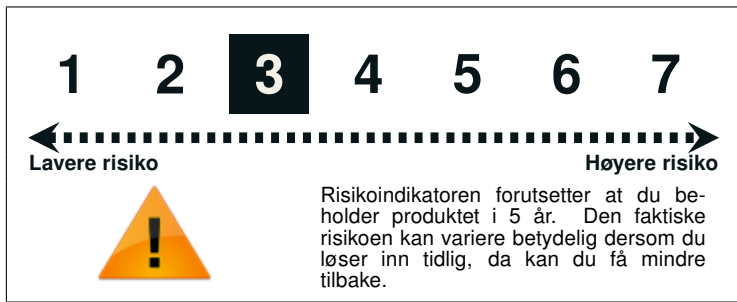 1 2 3 4 5 6 7
Lavere risiko Høyere risiko
Risikoindikatoren forutsetter at du be-
holder produktet i 5 år. Den faktiske
risikoen kan variere betydelig dersom du
løser inn tidlig, da kan du få mindre
tilbake.
!